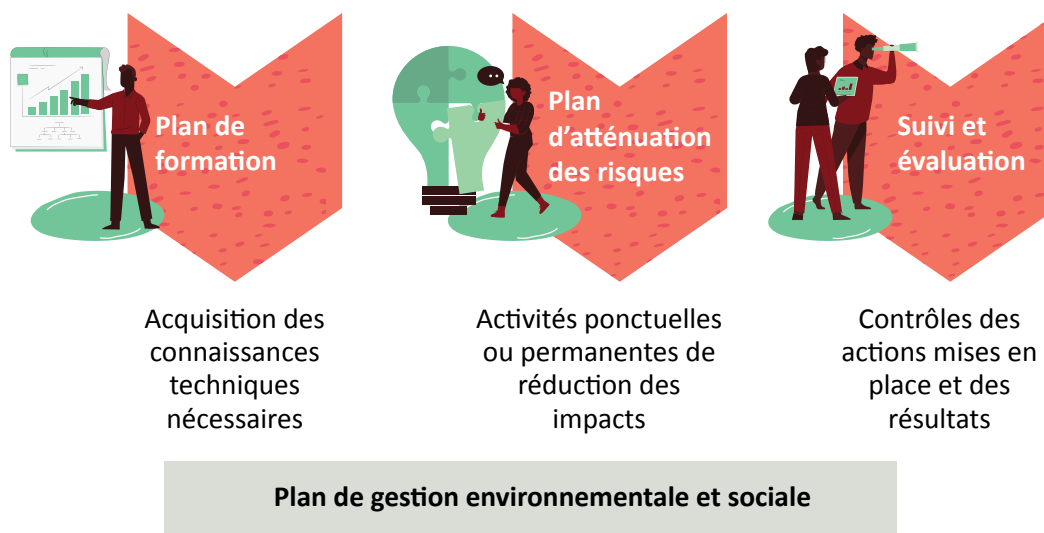 Plan de
formation
Plan
d'atténuation
des risques
Suivi et
évaluation
Acquisition des
connaissances
techniques
nécessaires
Activités ponctuelles
ou permanentes de
réduction des
impacts
Contrôles des
actions mises en
place et des
résultats
Plan de gestion environnementale et sociale